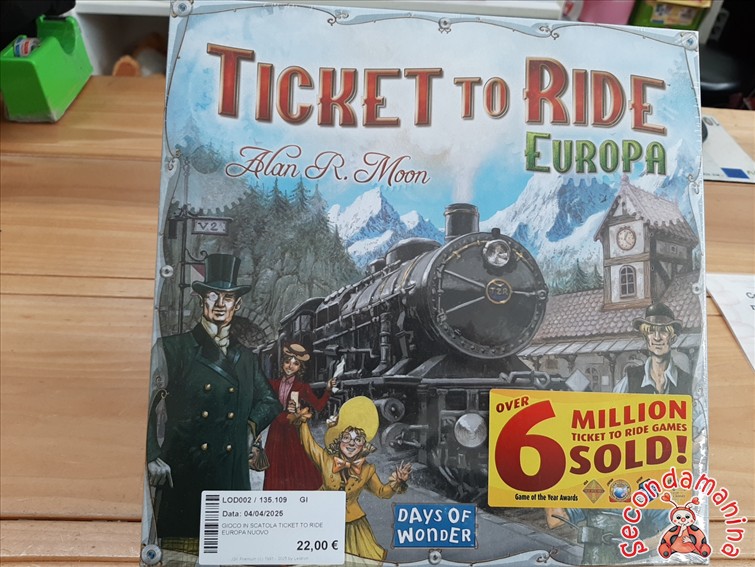 TICKET TO RIDE
EUROPA
Alan R. Moon
V2
OVER
6 MILLION
TICKET TO RIDE GAMES
SOLD!
Game of the Year Awards
DAYS OF
WONDER
LOD002 / 135.109 GI
Data: 04/04/2025
GIOCO IN SCATOLA TICKET TO RIDE
EUROPA NUOVO
22,00 €
secondamanina